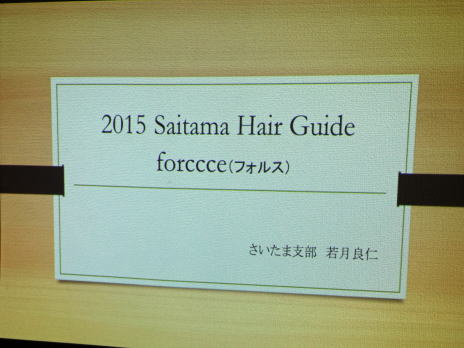 2015 Saitama Hair Guide
forccce(フォルス)
さいたま支部 若月良仁